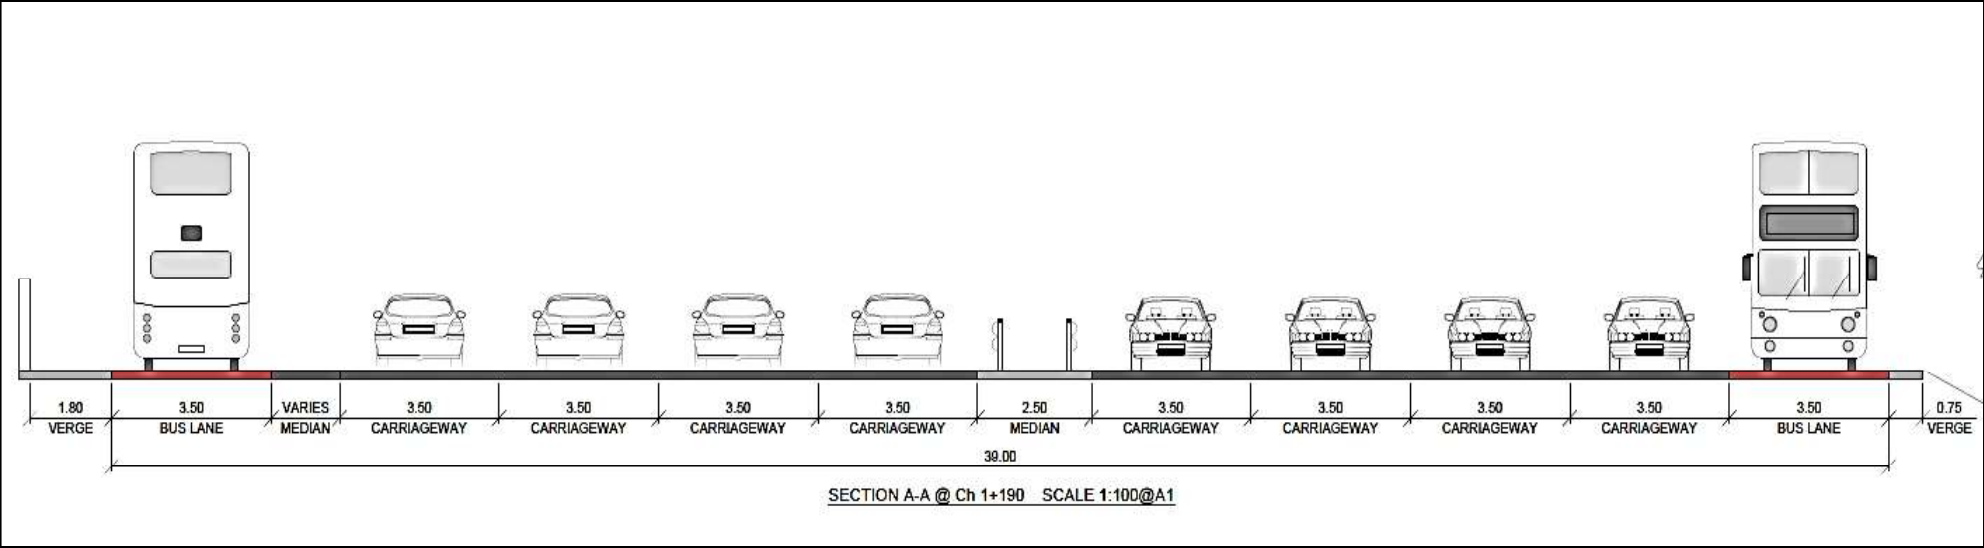 1.80 3.50 VARIES 3.50 3.50 3.50 3.50 2.50 3.50 3.50 3.50 3.50 3.50 0.75
VERGE BUS LANE MEDIAN CARRIAGEWAY CARRIAGEWAY CARRIAGEWAY CARRIAGEWAY MEDIAN CARRIAGEWAY CARRIAGEWAY CARRIAGEWAY CARRIAGEWAY BUS LANE VERGE
39.00
SECTION A-A @ Ch 1+190 SCALE 1:100@A1